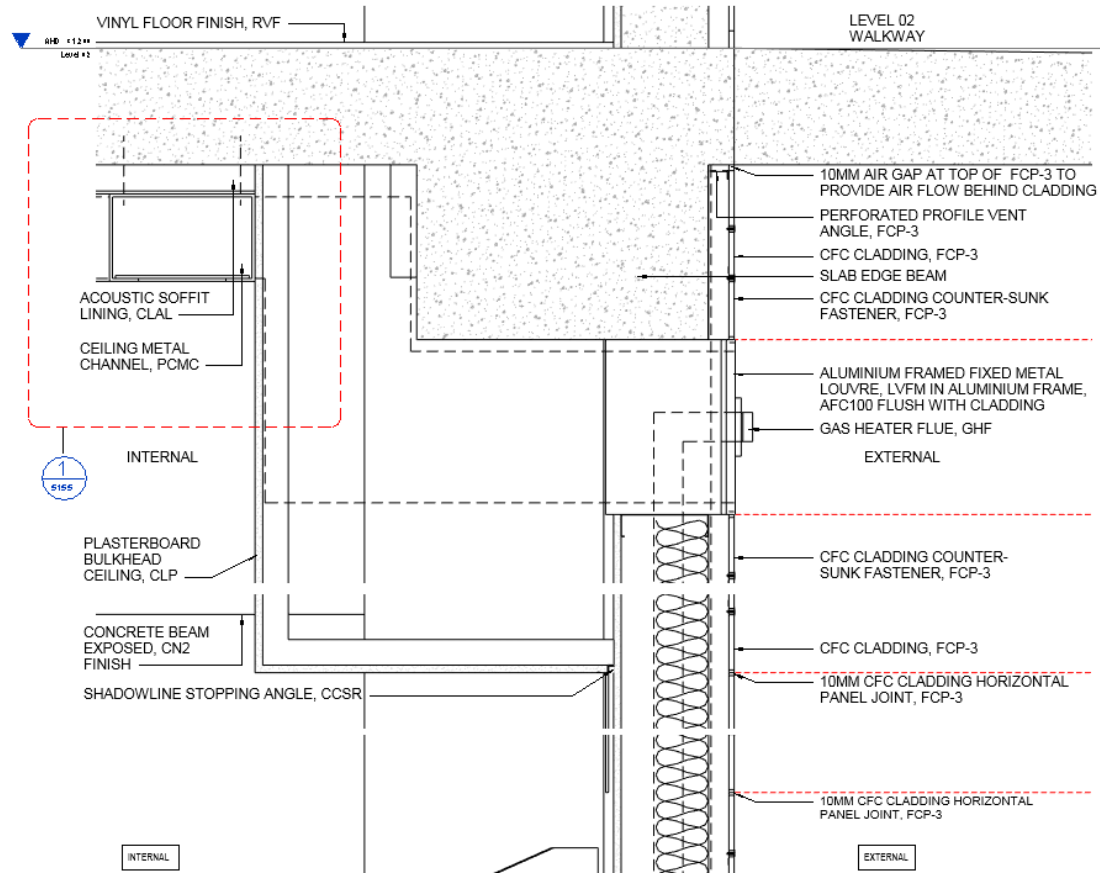 VINYL FLOOR FINISH, RVF
LEVEL 02
WALKWAY
AHD
Level 02
10MM AIR GAP AT TOP OF FCP-3 TO
PROVIDE AIR FLOW BEHIND CLADDING
PERFORATED PROFILE VENT
ANGLE, FCP-3
CFC CLADDING, FCP-3
SLAB EDGE BEAM
CFC CLADDING COUNTER-SUNK
FASTENER, FCP-3
ACOUSTIC SOFFIT
LINING, CLAL
CEILING METAL
CHANNEL, PCMC
ALUMINIUM FRAMED FIXED METAL
LOUVRE, LVFM IN ALUMINIUM FRAME,
AFC100 FLUSH WITH CLADDING
GAS HEATER FLUE, GHF
INTERNAL
EXTERNAL
1
5155
PLASTERBOARD
BULKHEAD
CEILING, CLP
CFC CLADDING COUNTER-
SUNK FASTENER, FCP-3
CONCRETE BEAM
EXPOSED, CN2
FINISH
CFC CLADDING, FCP-3
SHADOWLINE STOPPING ANGLE, CCSR
10MM CFC CLADDING HORIZONTAL
PANEL JOINT, FCP-3
10MM CFC CLADDING HORIZONTAL
PANEL JOINT, FCP-3
INTERNAL
EXTERNAL